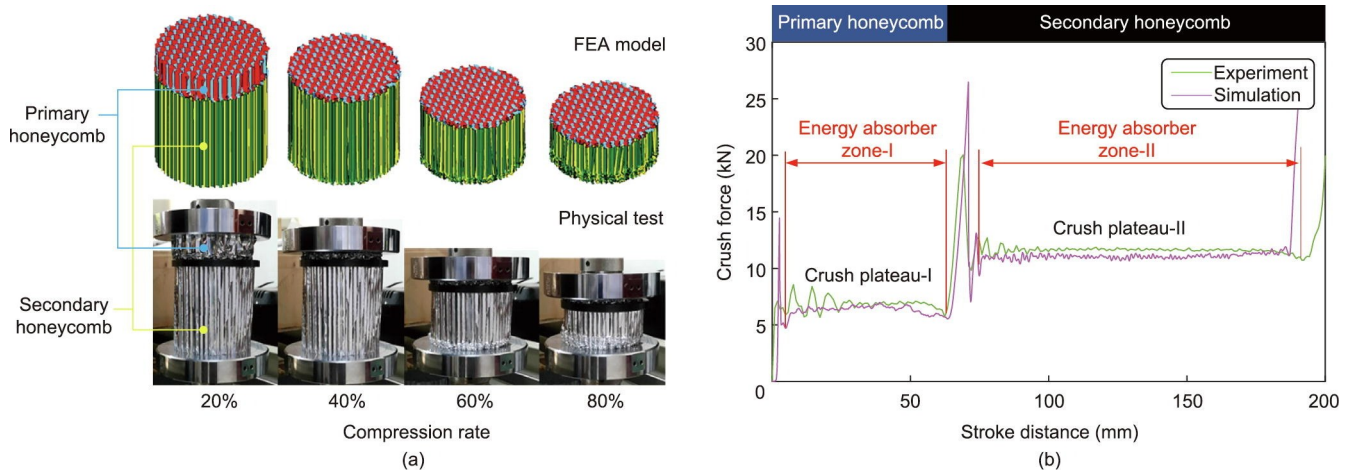 FEA model
Primary
honeycomb
Physical test
Secondary
honeycomb
20%
40%
60%
80%
Compression rate
(a)
Primary honeycomb
Secondary honeycomb
30
25
20
15
10
5
0
Crush force (kN)
Experiment
Simulation
Energy absorber
zone-I
Energy absorber
zone-II
Crush plateau-I
Crush plateau-II
50
100
150
200
Stroke distance (mm)
(b)